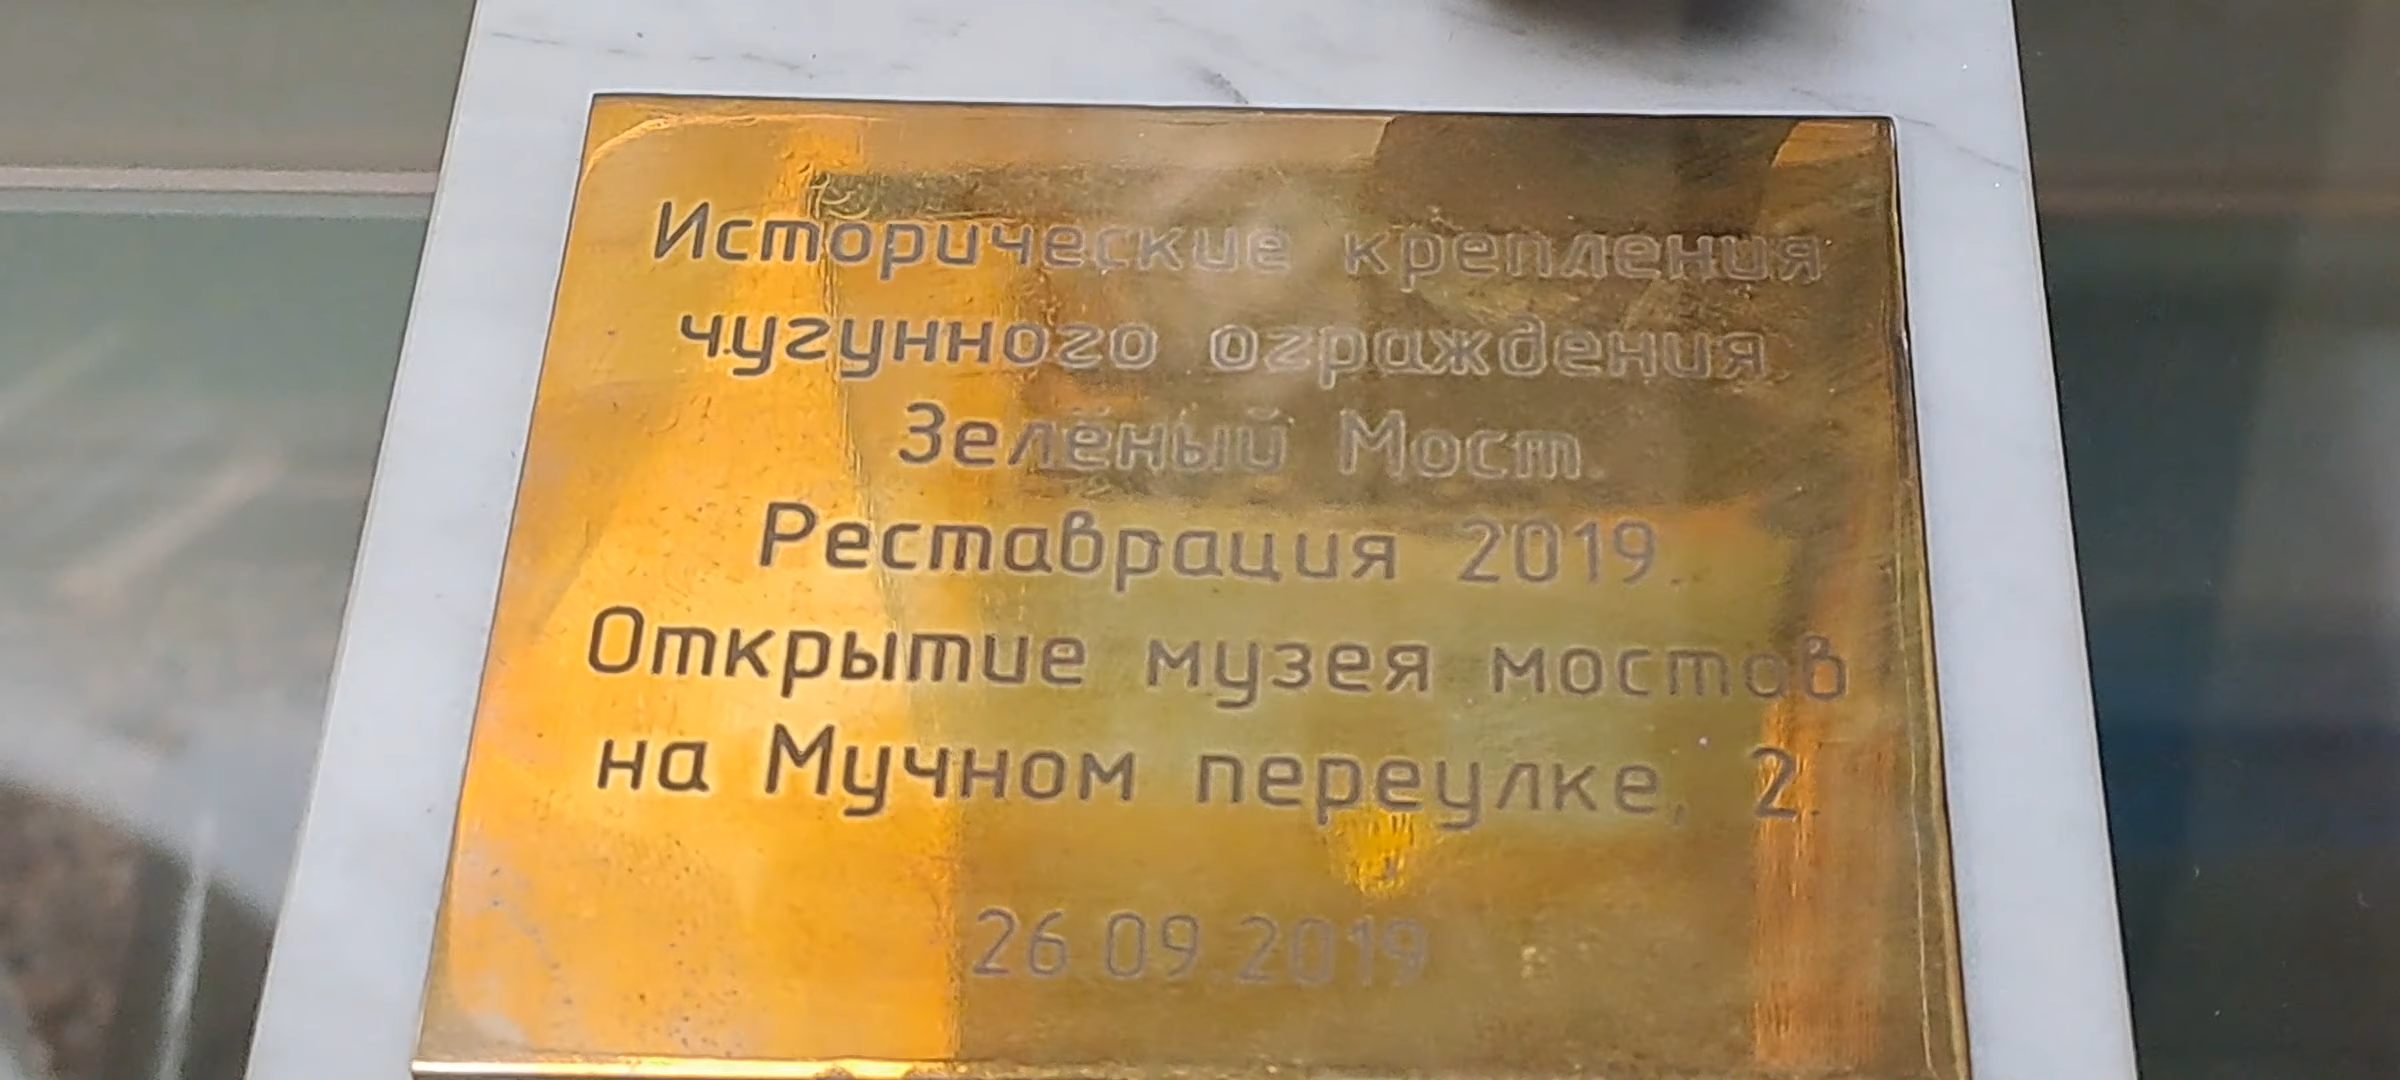 Исторические крепления
чугунного ограждения
Зелёный Мост.
Реставрация 2019.
Открытие музея мостов
на Мучном переулке, 2.
26.09.2019